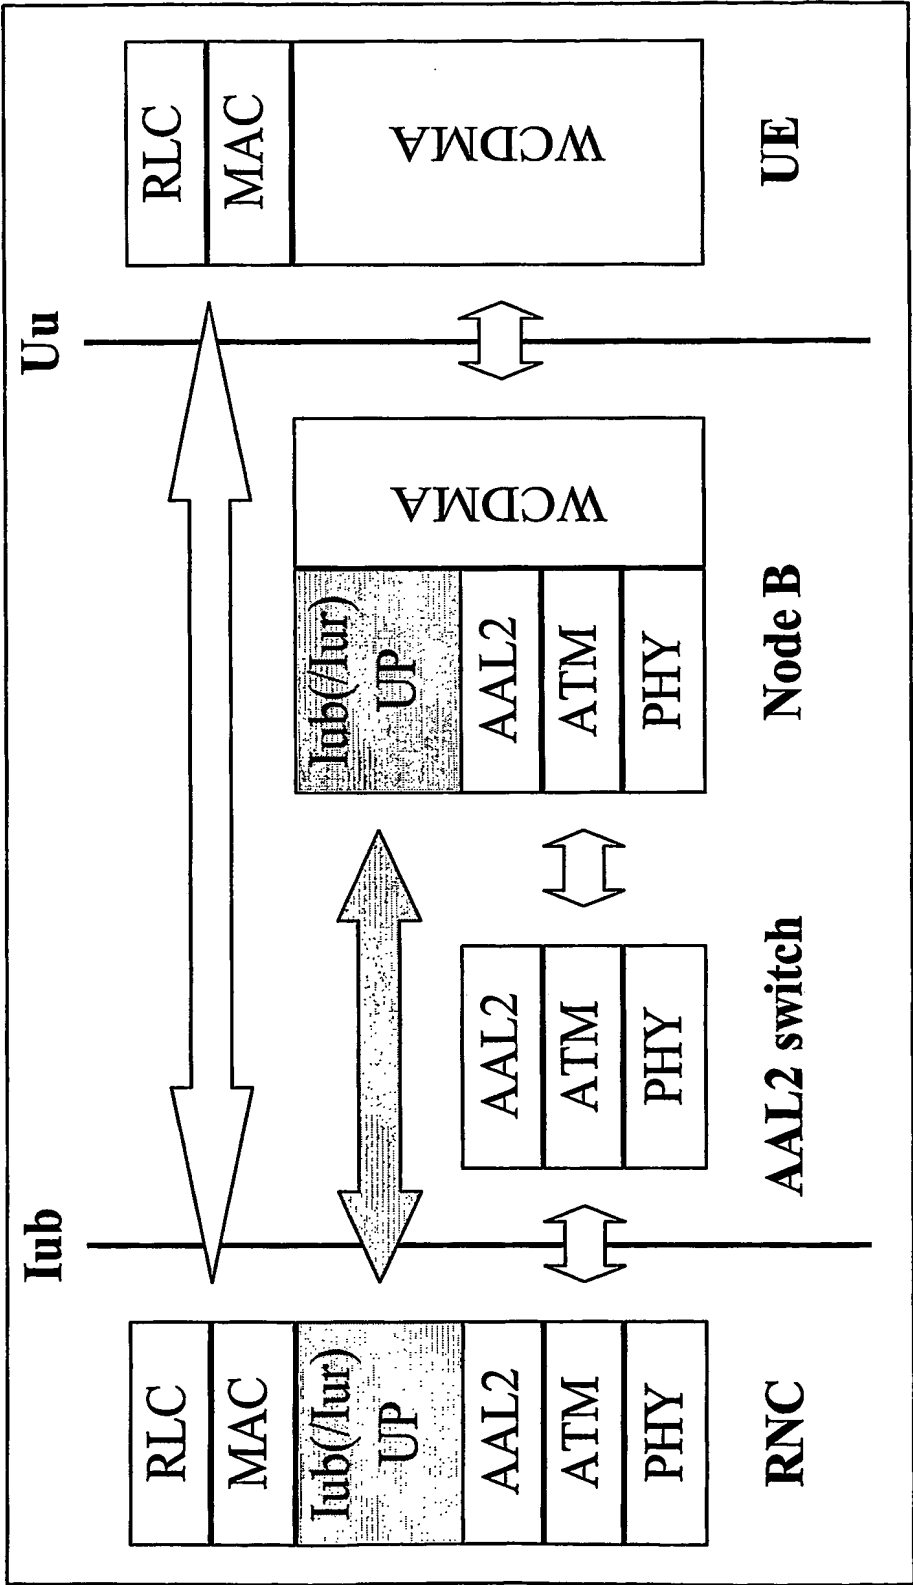 Iub
Uu
RLC
MAC
Iub(/Iur)
UP
AAL2
ATM
PHY
RNC
AAL2
ATM
PHY
AAL2 switch
Iub(/Iur)
UP
AAL2
ATM
PHY
WCDMA
Node B
RLC
MAC
WCDMA
UE